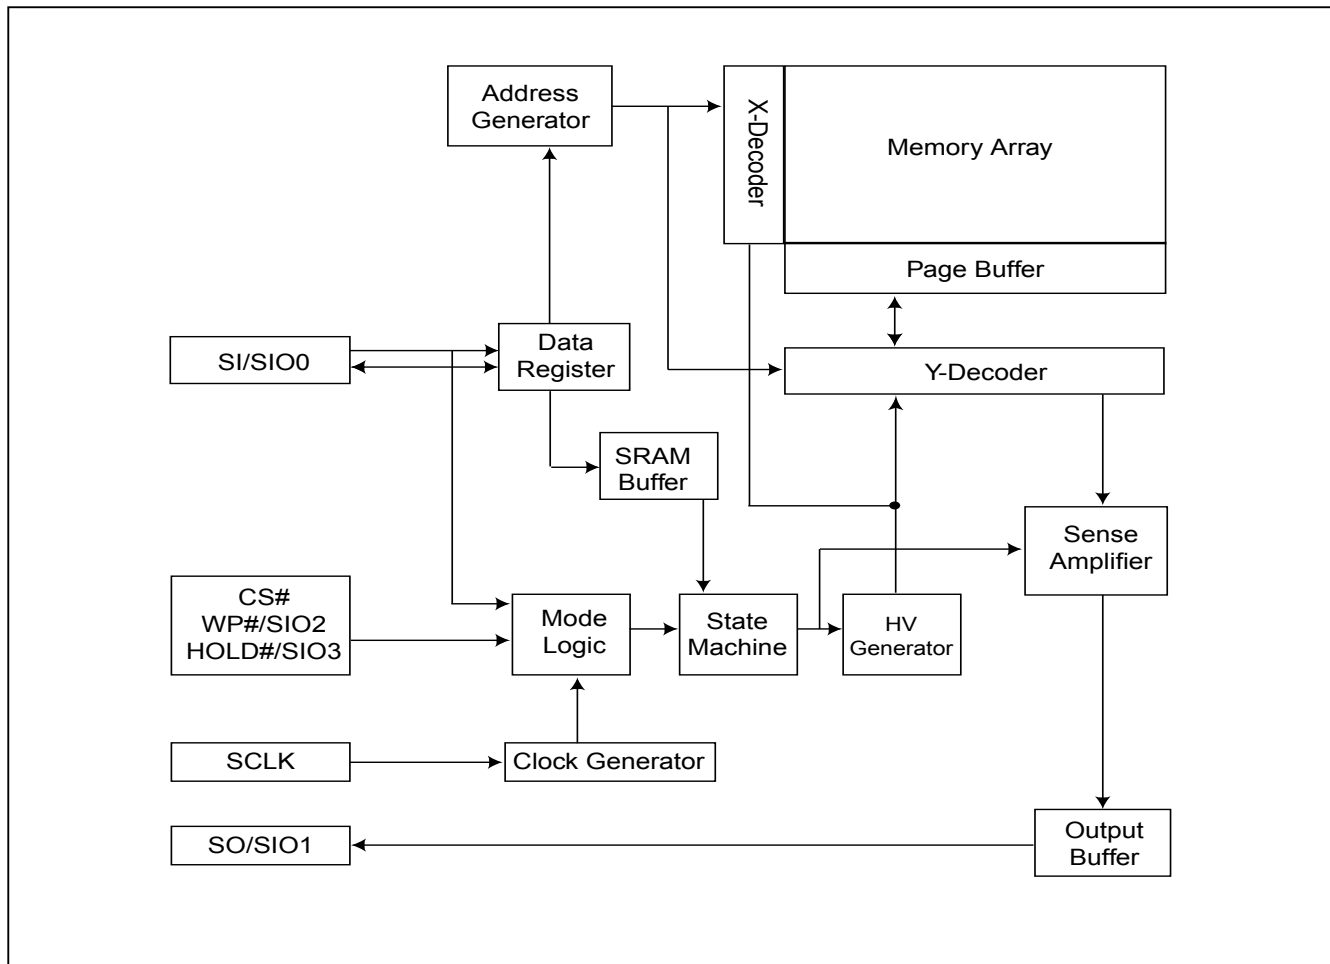 Address
Generator
X-Decoder
Memory Array
Page Buffer
SI/SIO0
Data
Register
Y-Decoder
SRAM
Buffer
Sense
Amplifier
CS#
WP#/SIO2
HOLD#/SIO3
Mode
Logic
State
Machine
HV
Generator
SCLK
Clock Generator
SO/SIO1
Output
Buffer